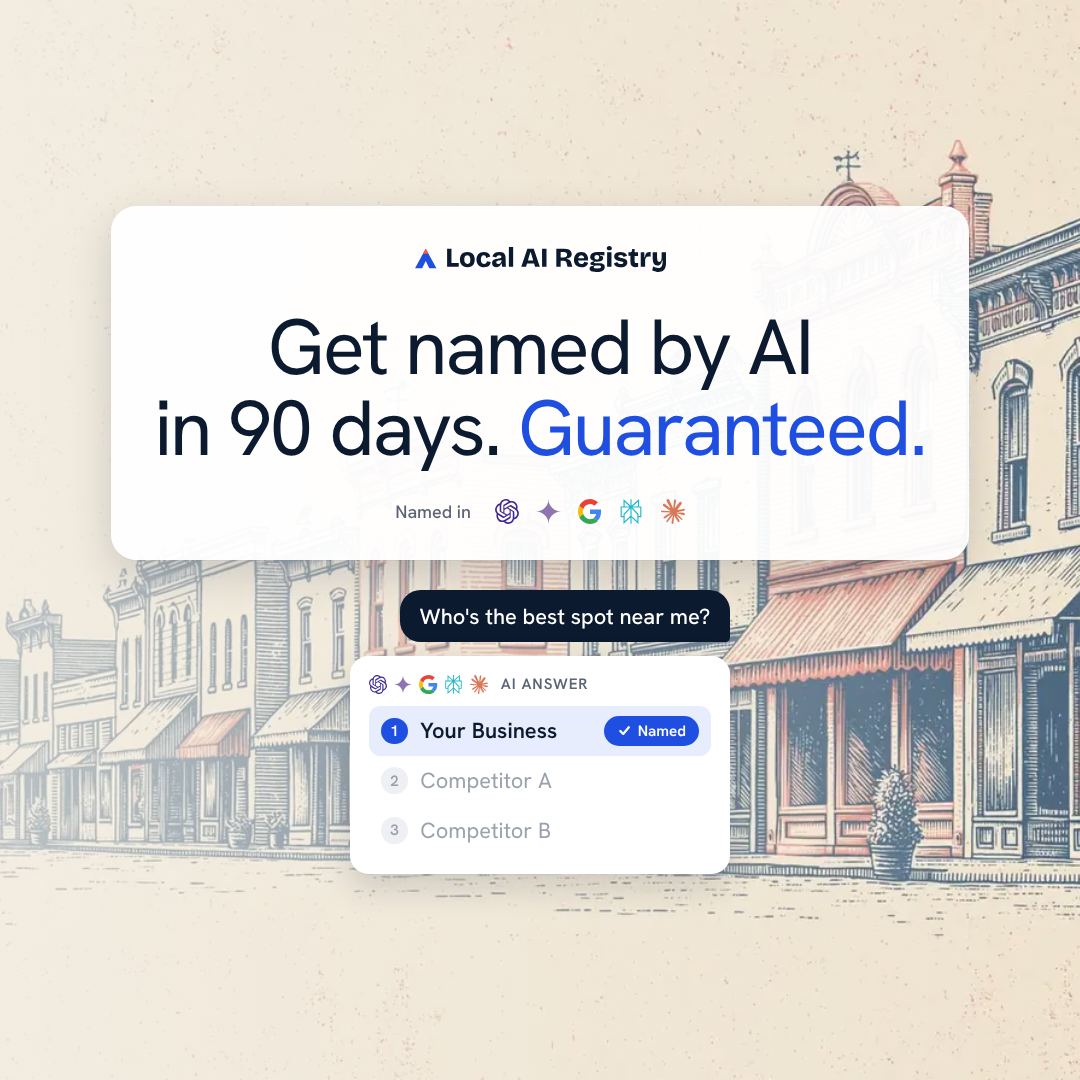 Local AI Registry
Get named by AI
in 90 days. Guaranteed.
Named in
Who's the best spot near me?
AI ANSWER
1 Your Business Named
2 Competitor A
3 Competitor B